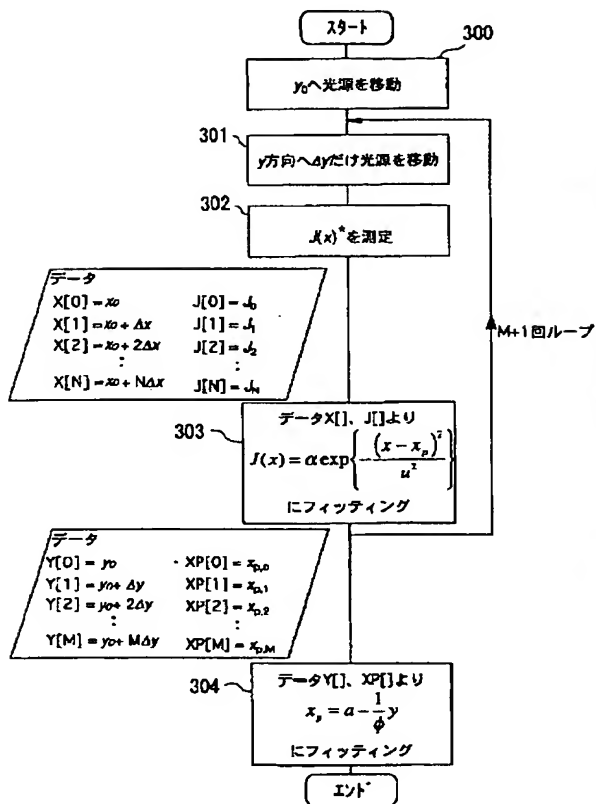 スタート
300
y₀へ光源を移動
301
y方向へΔyだけ光源を移動
302
J(x)*を測定
データ
X[0]=x₀ J[0]=J₀
X[1]=x₀+Δx J[1]=J₁
X[2]=x₀+2Δx J[2]=J₂
: :
X[N]=x₀+NΔx J[N]=J_N
M+1回ループ
303
データX[]、J[]より
J(x)=αexp{-(x-x_p)²/u²}
にフィッティング
データ
Y[0]=y₀ XP[0]=x_p,0
Y[1]=y₀+Δy XP[1]=x_p,1
Y[2]=y₀+2Δy XP[2]=x_p,2
: :
Y[M]=y₀+MΔy XP[M]=x_p,M
304
データY[]、XP[]より
x_p=a-1/φ y
にフィッティング
エンド